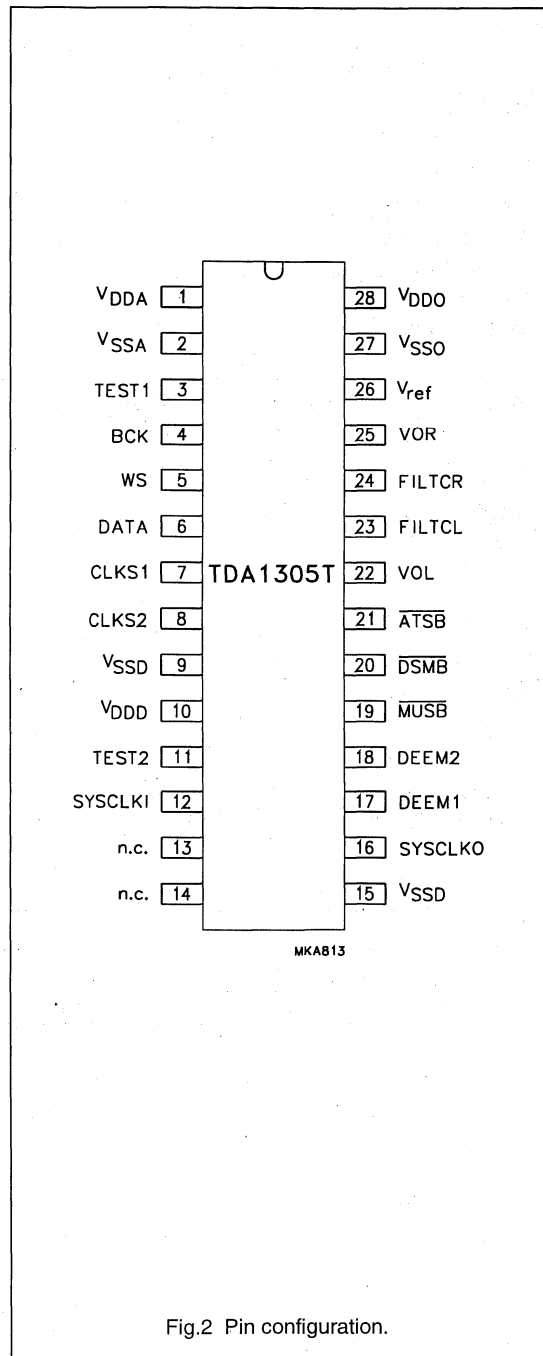 VDDA 1 28 VDDO
VSSA 2 27 VSSO
TEST1 3 26 Vref
BCK 4 25 VOR
WS 5 24 FILTCR
DATA 6 23 FILTCL
CLKS1 7 TDA1305T 22 VOL
CLKS2 8 21 A̅T̅S̅B̅
VSSD 9 20 D̅S̅M̅B̅
VDDD 10 19 M̅U̅S̅B̅
TEST2 11 18 DEEM2
SYSCLKI 12 17 DEEM1
n.c. 13 16 SYSCLKO
n.c. 14 15 VSSD
MKA813
Fig.2 Pin configuration.